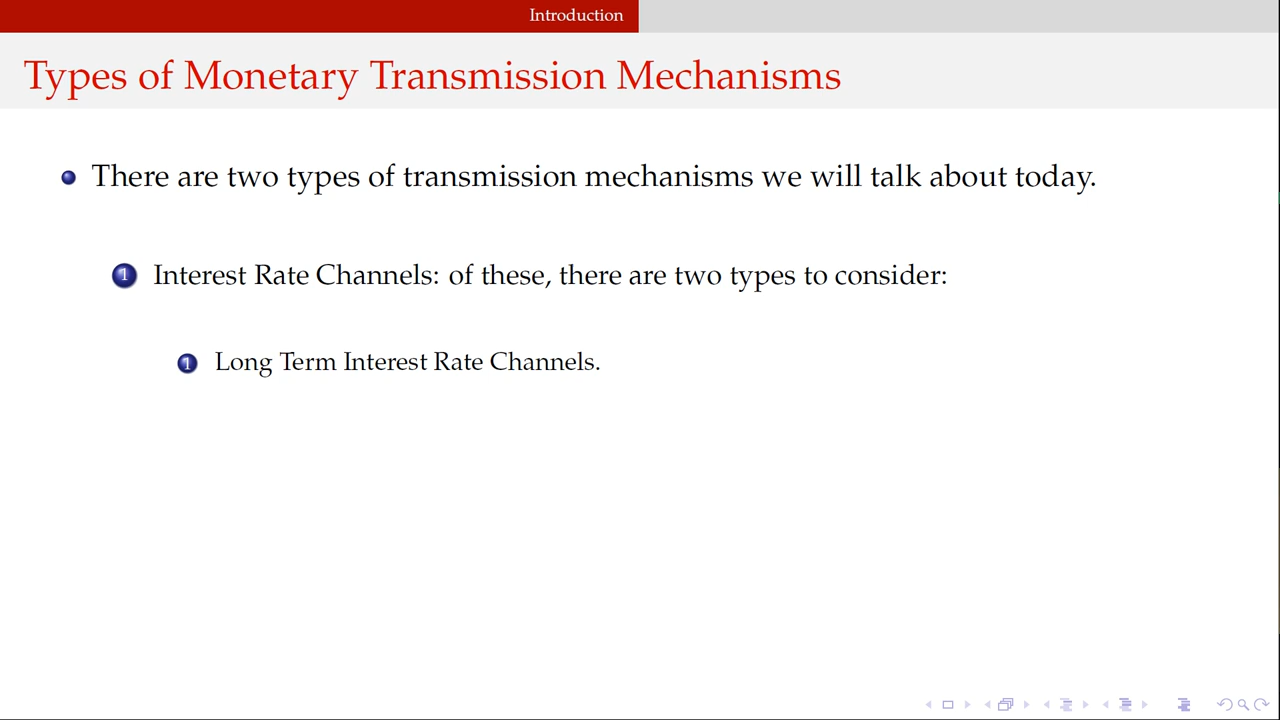 Introduction
Types of Monetary Transmission Mechanisms
There are two types of transmission mechanisms we will talk about today.
1 Interest Rate Channels: of these, there are two types to consider:
1 Long Term Interest Rate Channels.